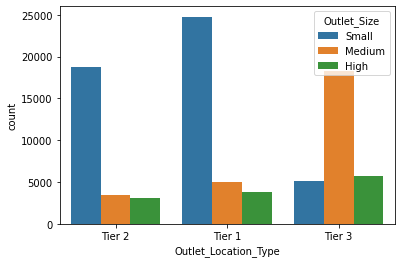 Outlet_Size
Small
Medium
High
25000
20000
15000
10000
5000
0
count
Tier 2
Tier 1
Tier 3
Outlet_Location_Type